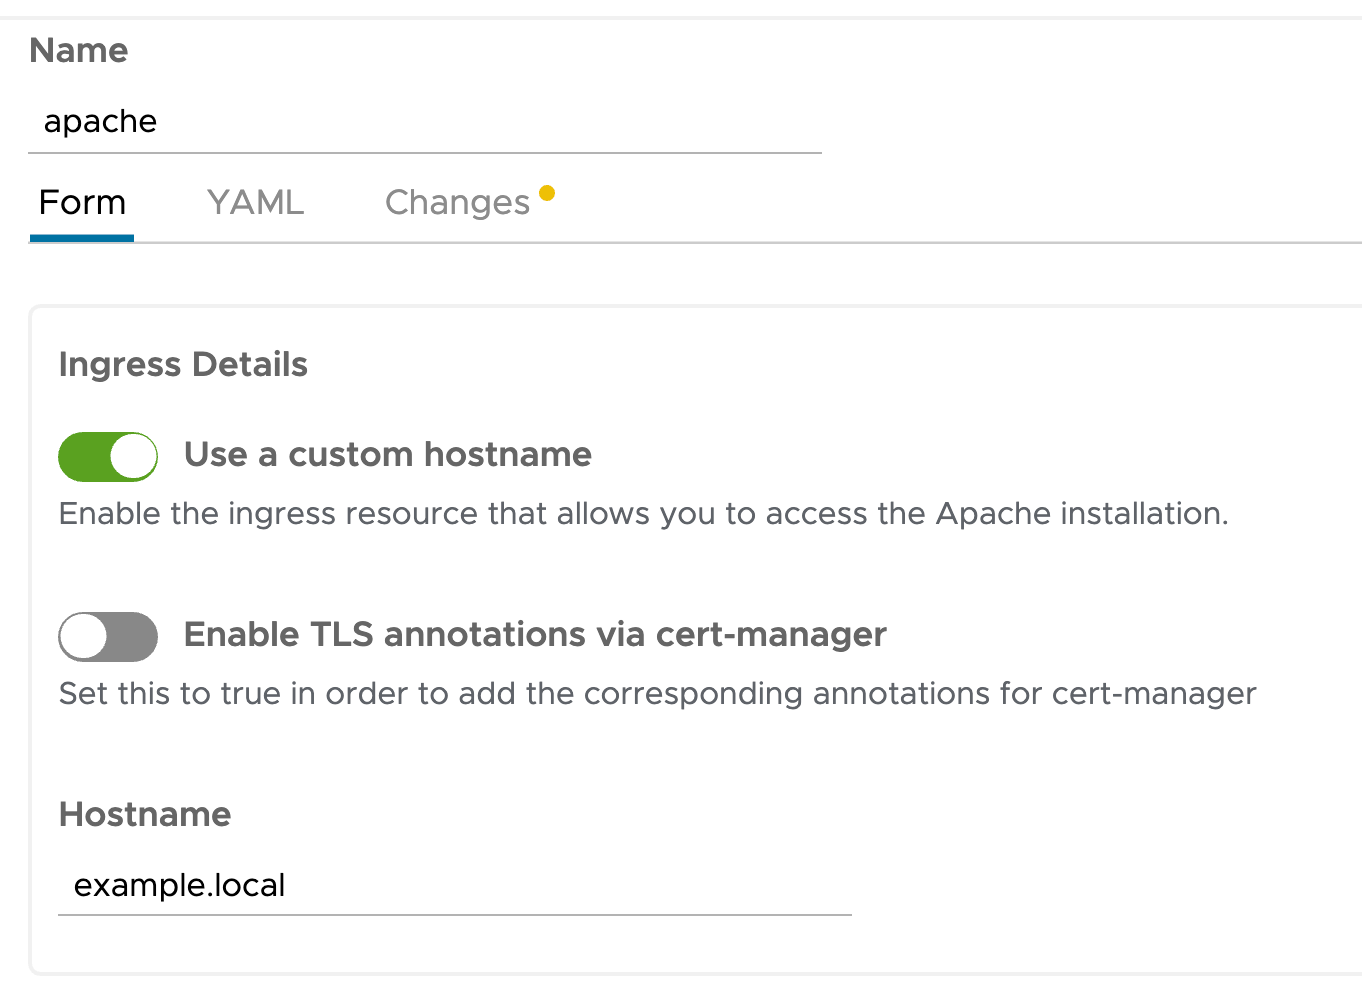 Name
apache
Form YAML Changes
Ingress Details
Use a custom hostname
Enable the ingress resource that allows you to access the Apache installation.
Enable TLS annotations via cert-manager
Set this to true in order to add the corresponding annotations for cert-manager
Hostname
example.local